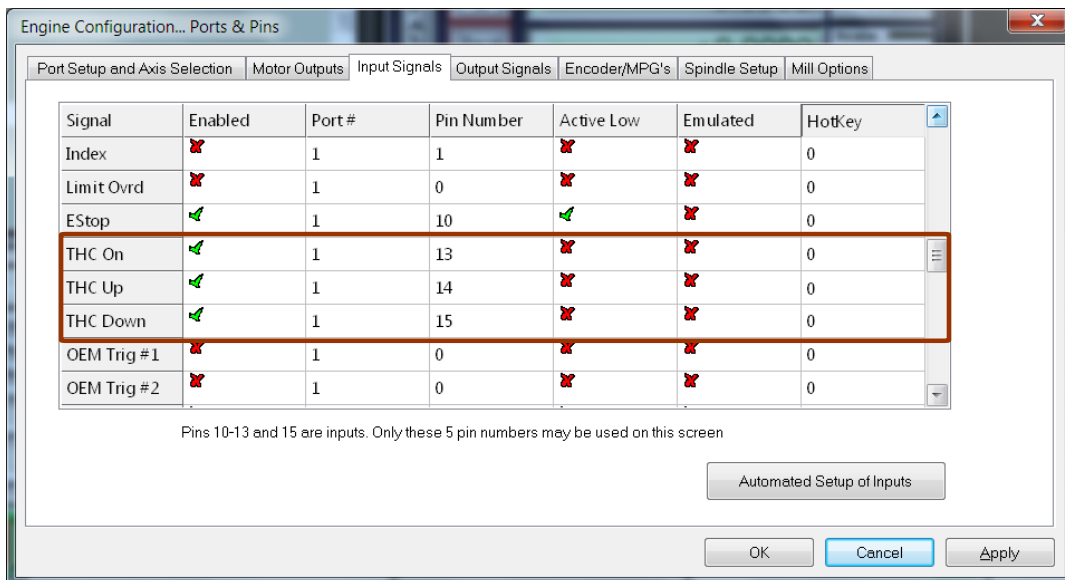 Engine Configuration... Ports & Pins
Port Setup and Axis Selection Motor Outputs Input Signals Output Signals Encoder/MPG's Spindle Setup Mill Options
Signal Enabled Port # Pin Number Active Low Emulated HotKey
Index 1 1 0
Limit Ovrd 1 0 0
EStop 1 10 0
THC On 1 13 0
THC Up 1 14 0
THC Down 1 15 0
OEM Trig #1 1 0 0
OEM Trig #2 1 0 0
Pins 10-13 and 15 are inputs. Only these 5 pin numbers may be used on this screen
Automated Setup of Inputs
OK Cancel Apply